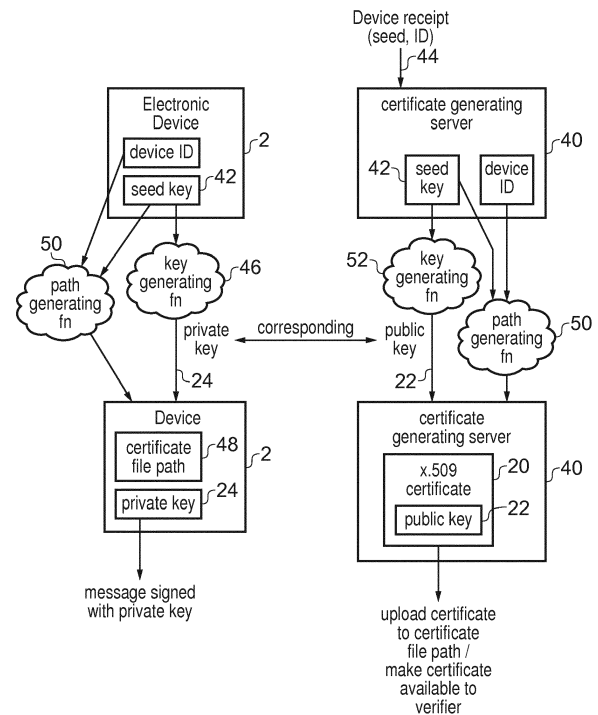 Device receipt
(seed, ID)
44
Electronic
Device
2
device ID
seed key
42
certificate generating
server
40
42
seed
key
device
ID
50
path
generating
fn
key
generating
fn
46
52
key
generating
fn
path
generating
fn
50
private
key
corresponding
public
key
24
22
Device
2
certificate
file path
48
private key
24
certificate
generating server
40
x.509
certificate
20
public key
22
message signed
with private key
upload certificate
to certificate
file path /
make certificate
available to
verifier